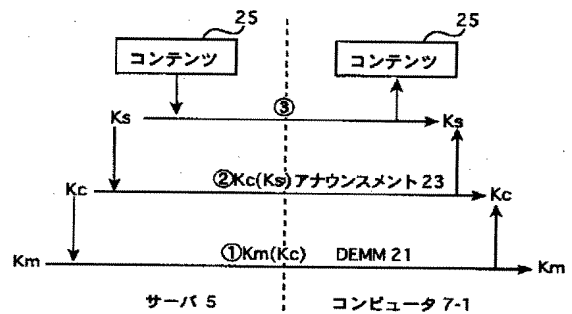 25
25
コンテンツ
コンテンツ
③
Ks
Ks
②Kc(Ks)アナウンスメント23
Kc
Kc
①Km(Kc) DEMM 21
Km
Km
サーバ 5
コンピュータ 7-1